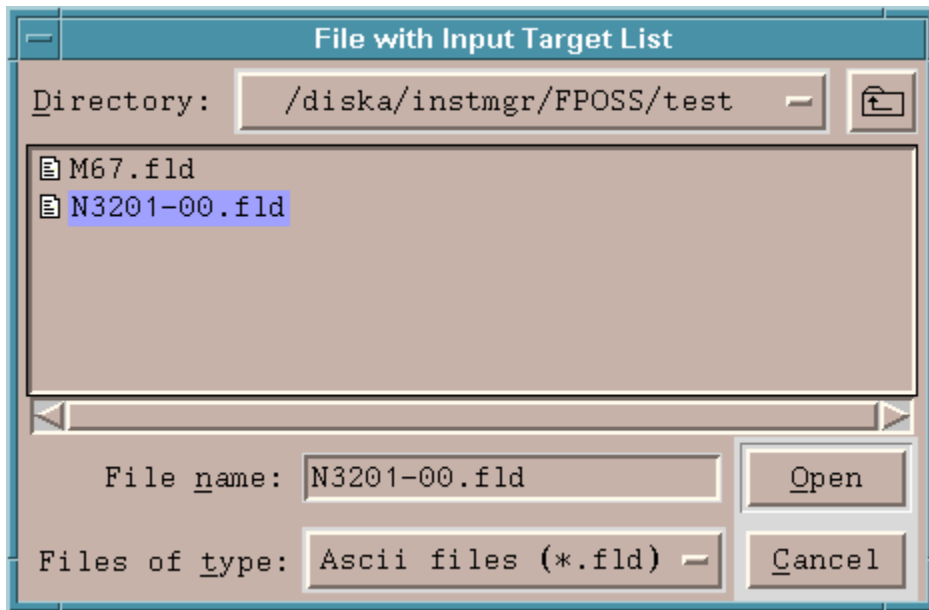 File with Input Target List
Directory: /diska/instmgr/FPOSS/test
M67.fld
N3201-00.fld
File name: N3201-00.fld Open
Files of type: Ascii files (*.fld) Cancel